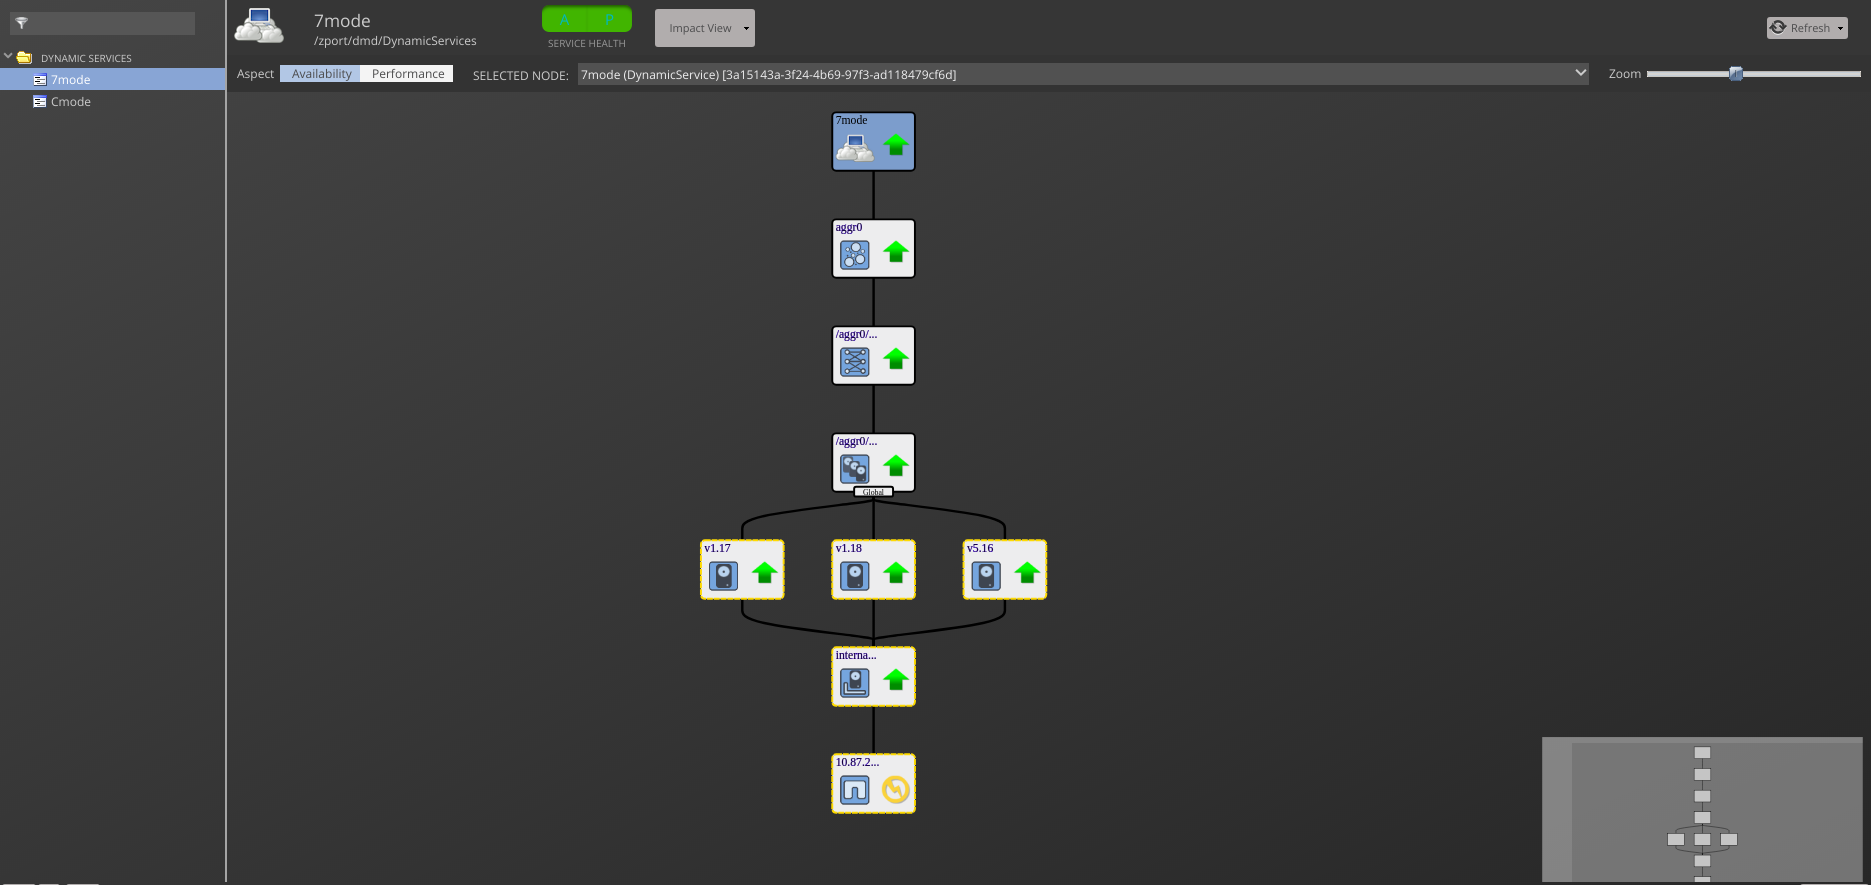 DYNAMIC SERVICES
7mode
Cmode
7mode
/zport/dmd/DynamicServices
A P
SERVICE HEALTH
Impact View
Refresh
Aspect Availability Performance SELECTED NODE: 7mode (DynamicService) [3a15143a-3f24-4b69-97f3-ad118479cf6d] Zoom
7mode
aggr0
/aggr0/...
/aggr0/...
Global
v1.17 v1.18 v5.16
interna...
10.87.2...